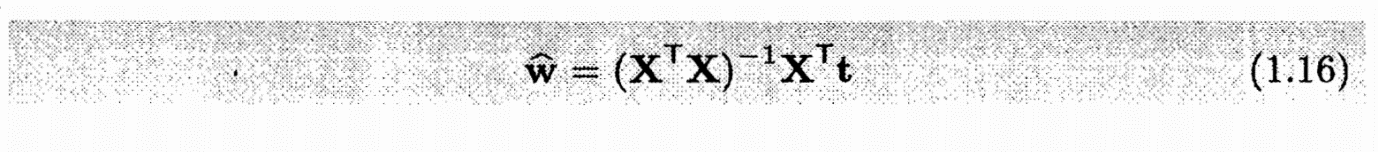 ŵ = (XᵀX)⁻¹Xᵀt (1.16)